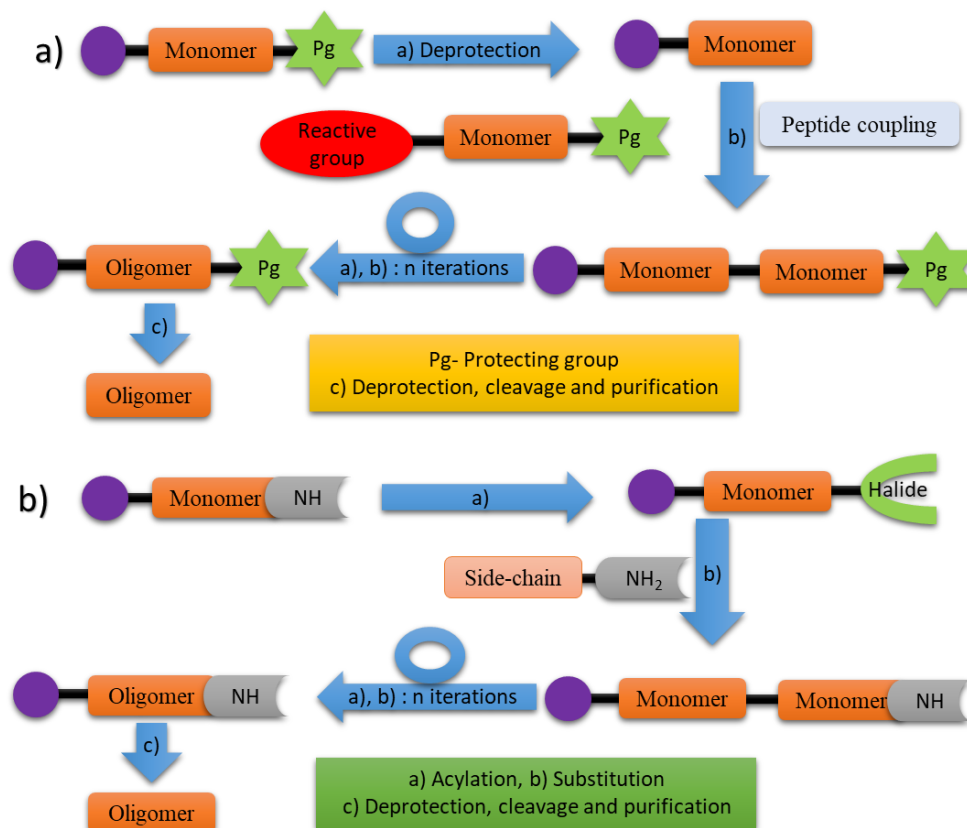 a)
Monomer
Pg
a) Deprotection
Monomer
Reactive
group
Monomer
Pg
b)
Peptide coupling
Oligomer
Pg
a), b) : n iterations
Monomer
Monomer
Pg
c)
Oligomer
Pg- Protecting group
c) Deprotection, cleavage and purification
b)
Monomer
NH
a)
Monomer
Halide
Side-chain
NH₂
b)
Oligomer
NH
a), b) : n iterations
Monomer
Monomer
NH
c)
Oligomer
a) Acylation, b) Substitution
c) Deprotection, cleavage and purification